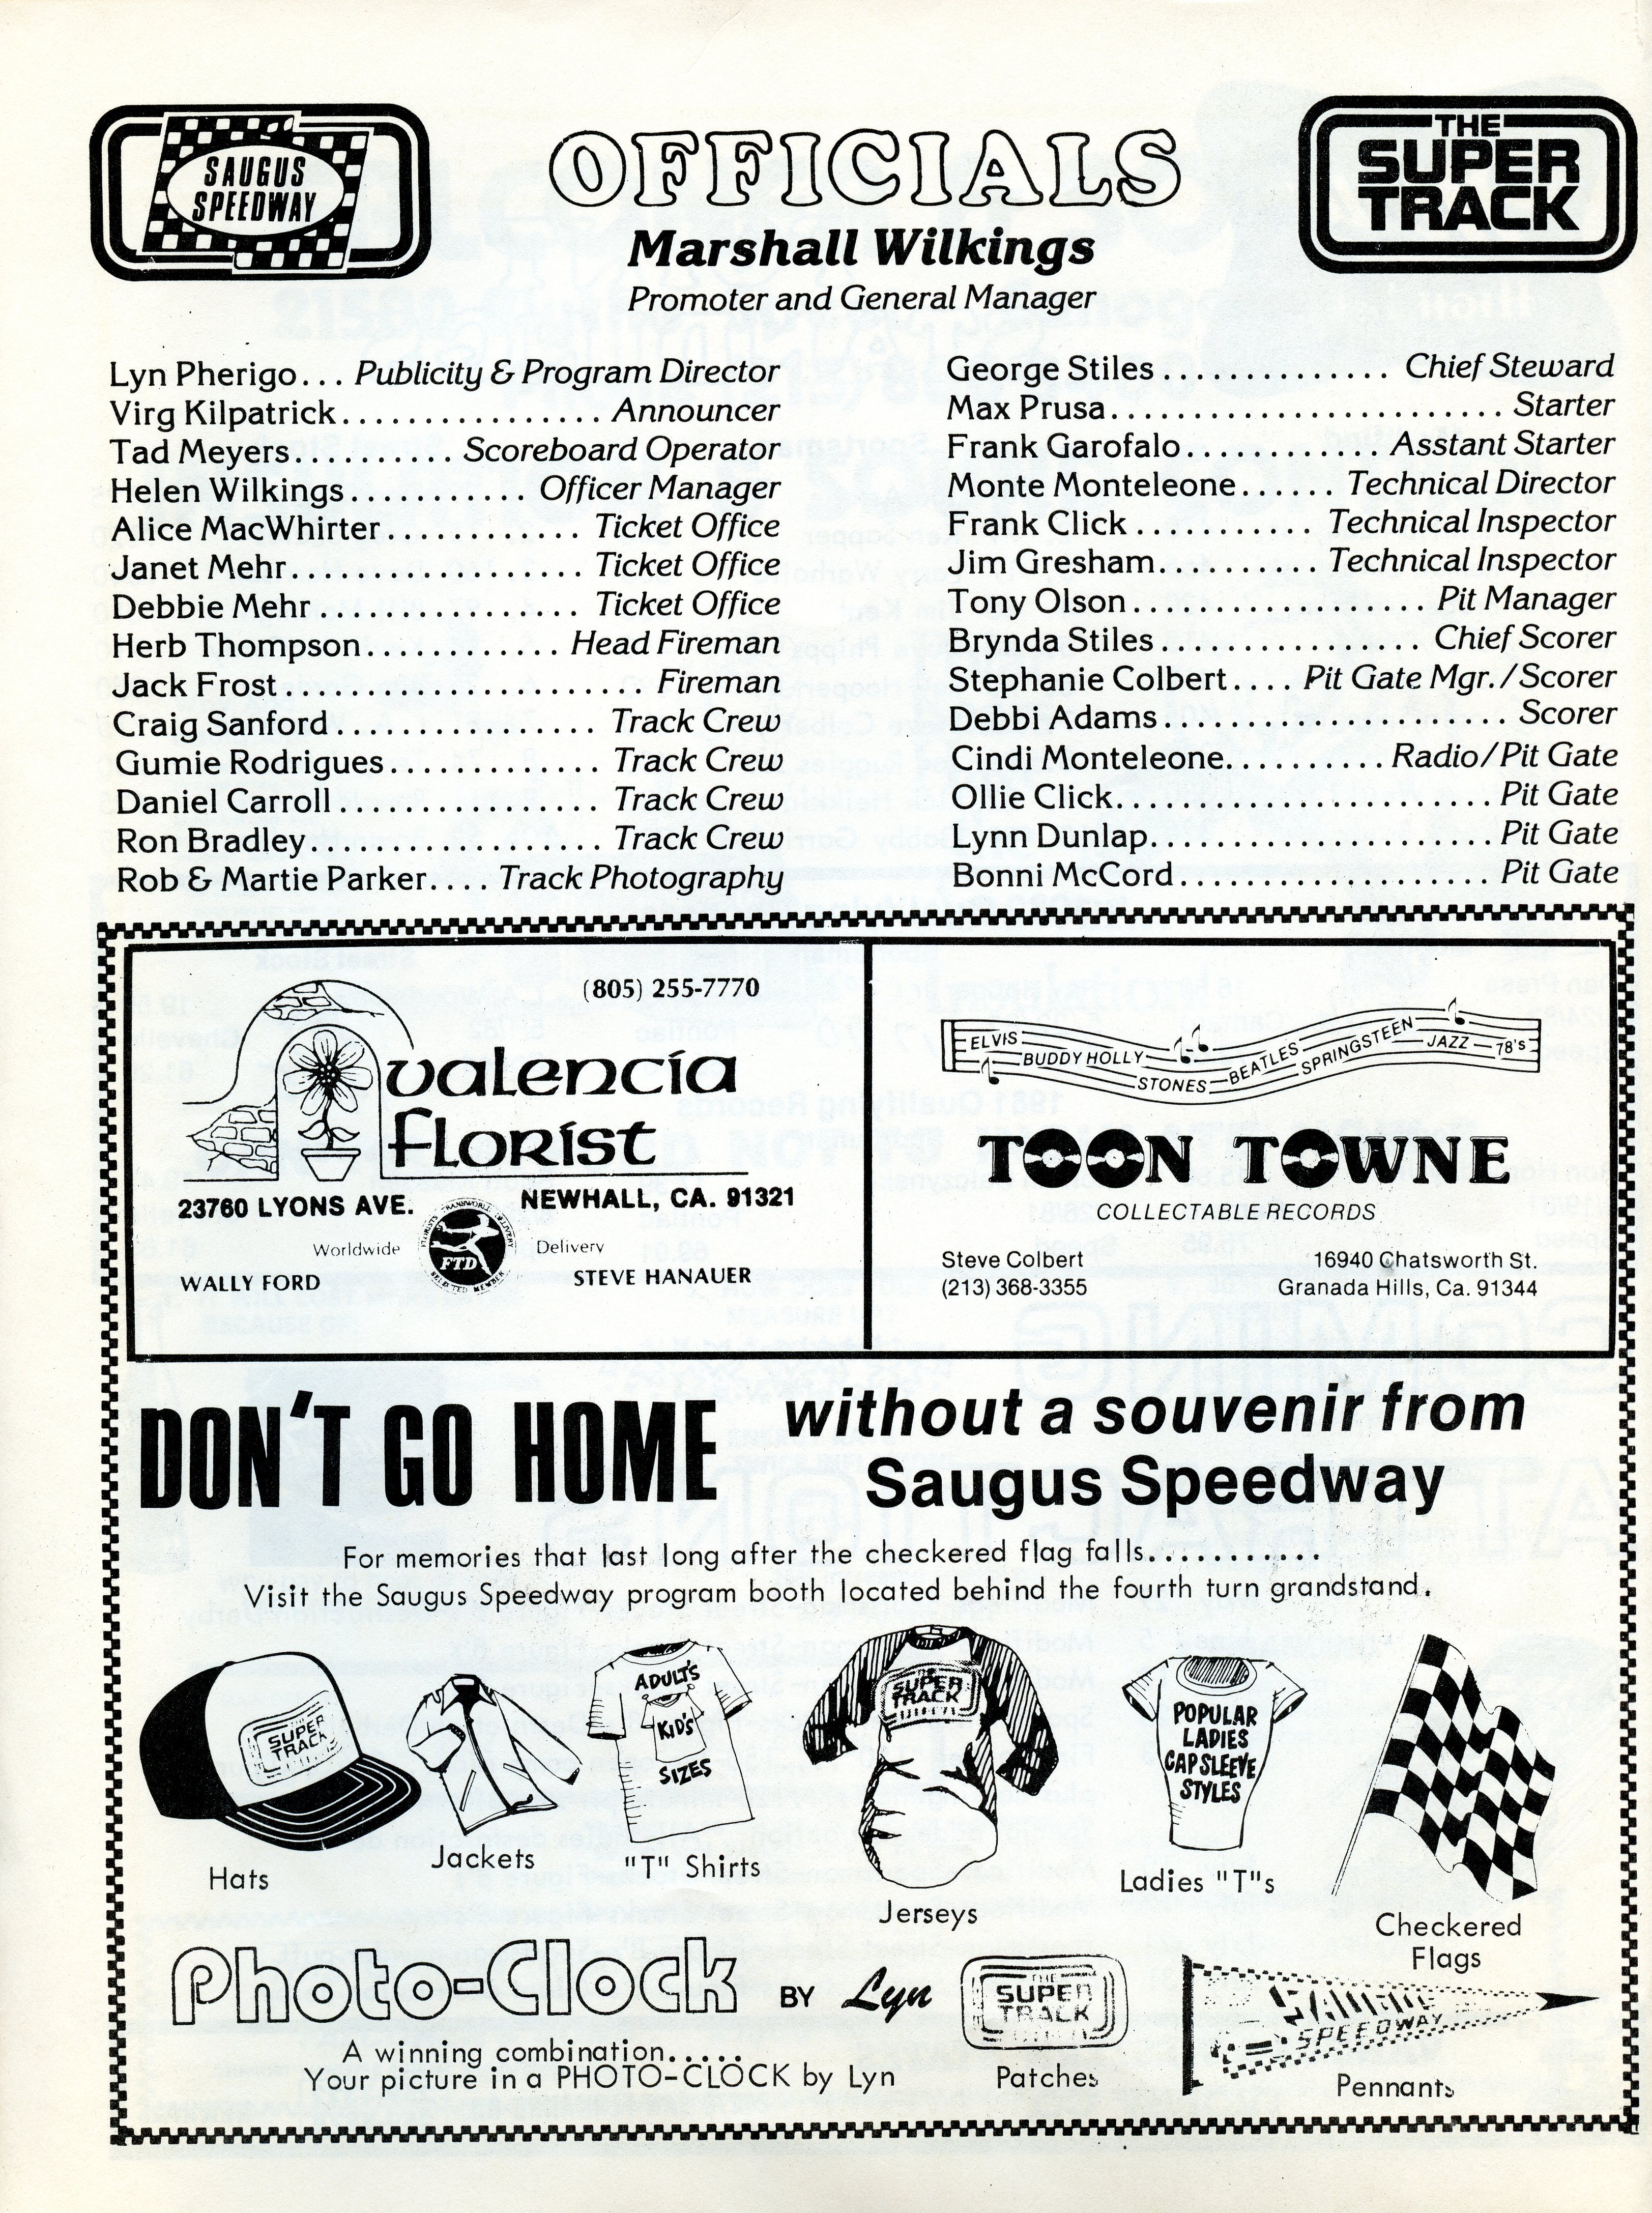 SAUGUS
SPEEDWAY
OFFICIALS
THE
SUPER
TRACK
Marshall Wilkings
Promoter and General Manager
Lyn Pherigo... Publicity & Program Director
Virg Kilpatrick................ Announcer
Tad Meyers.......... Scoreboard Operator
Helen Wilkings........... Officer Manager
Alice MacWhirter............ Ticket Office
Janet Mehr.................. Ticket Office
Debbie Mehr................. Ticket Office
Herb Thompson............ Head Fireman
Jack Frost..................... Fireman
Craig Sanford................ Track Crew
Gumie Rodrigues............. Track Crew
Daniel Carroll................ Track Crew
Ron Bradley.................. Track Crew
Rob & Martie Parker.... Track Photography
George Stiles.............. Chief Steward
Max Prusa........................ Starter
Frank Garofalo............ Asstant Starter
Monte Monteleone...... Technical Director
Frank Click........... Technical Inspector
Jim Gresham.......... Technical Inspector
Tony Olson.................. Pit Manager
Brynda Stiles................ Chief Scorer
Stephanie Colbert.... Pit Gate Mgr./Scorer
Debbi Adams..................... Scorer
Cindi Monteleone.......... Radio/Pit Gate
Ollie Click....................... Pit Gate
Lynn Dunlap..................... Pit Gate
Bonni McCord................... Pit Gate
(805) 255-7770
valencia
florist
23760 LYONS AVE. NEWHALL, CA. 91321
Worldwide FTD Delivery
WALLY FORD STEVE HANAUER
ELVIS BUDDY HOLLY STONES BEATLES SPRINGSTEEN JAZZ 78's
TOON TOWNE
COLLECTABLE RECORDS
Steve Colbert 16940 Chatsworth St.
(213) 368-3355 Granada Hills, Ca. 91344
DON'T GO HOME without a souvenir from
Saugus Speedway
For memories that last long after the checkered flag falls...........
Visit the Saugus Speedway program booth located behind the fourth turn grandstand.
THE
SUPER
TRACK
Hats
Jackets
ADULT'S
KID'S
SIZES
"T" Shirts
SUPER
TRACK
Jerseys
POPULAR
LADIES
CAP SLEEVE
STYLES
Ladies "T"s
Checkered
Flags
Photo-Clock BY Lyn
A winning combination.....
Your picture in a PHOTO-CLOCK by Lyn
THE
SUPER
TRACK
Patches
SAUGUS
SPEEDWAY
Pennants